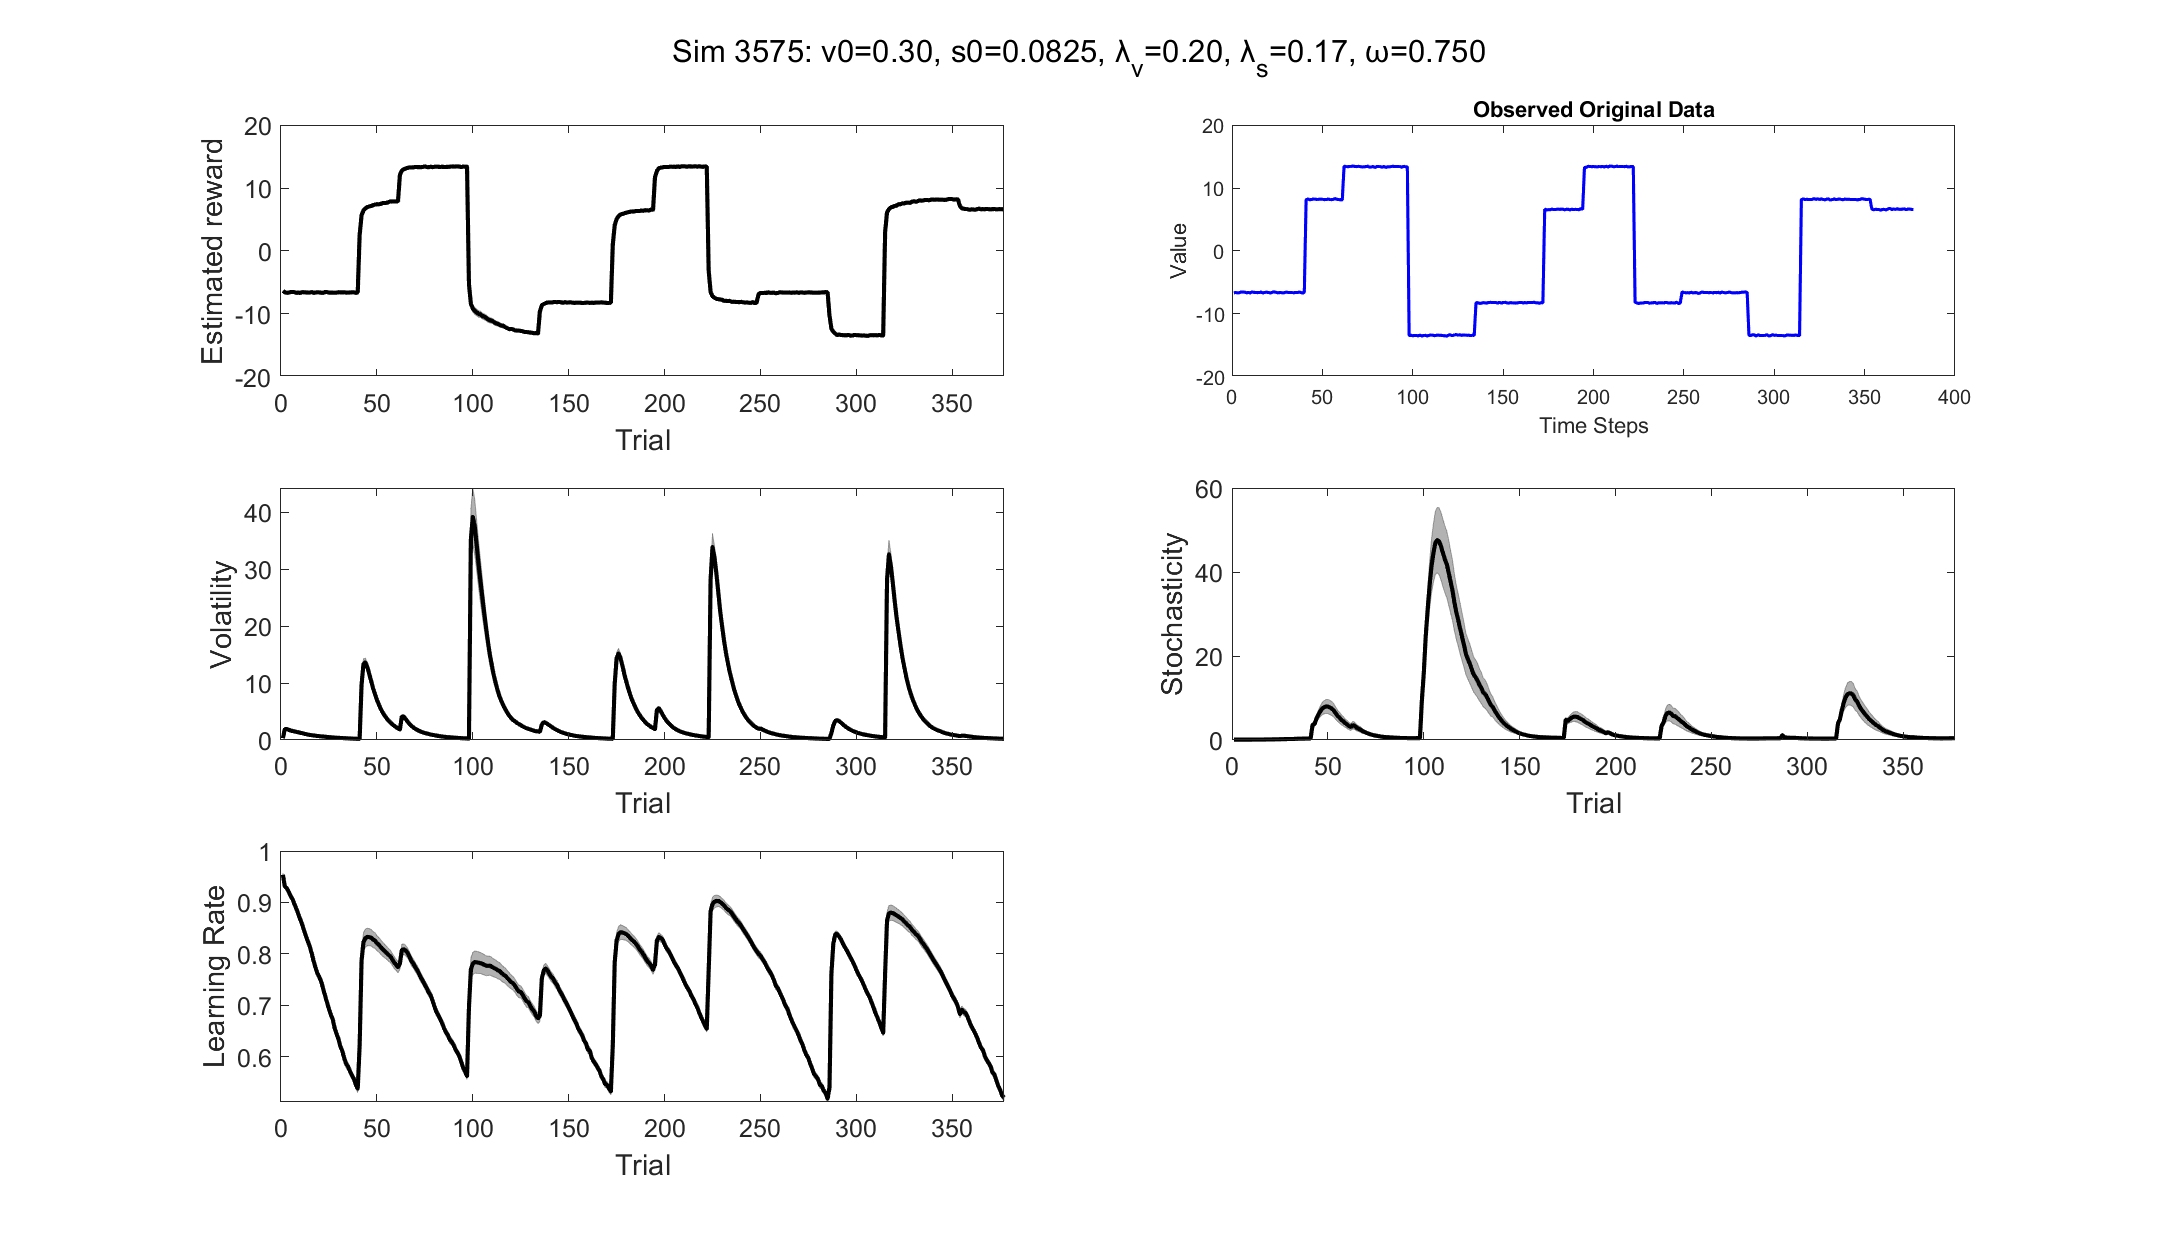 Sim 3575: v0=0.30, s0=0.0825, λ_v=0.20, λ_s=0.17, ω=0.750
Estimated reward
20
10
0
-10
-20
0 50 100 150 200 250 300 350
Trial
Observed Original Data
Value
20
10
0
-10
-20
0 50 100 150 200 250 300 350 400
Time Steps
Volatility
40
30
20
10
0
0 50 100 150 200 250 300 350
Trial
Stochasticity
60
40
20
0
0 50 100 150 200 250 300 350
Trial
Learning Rate
1
0.9
0.8
0.7
0.6
0 50 100 150 200 250 300 350
Trial